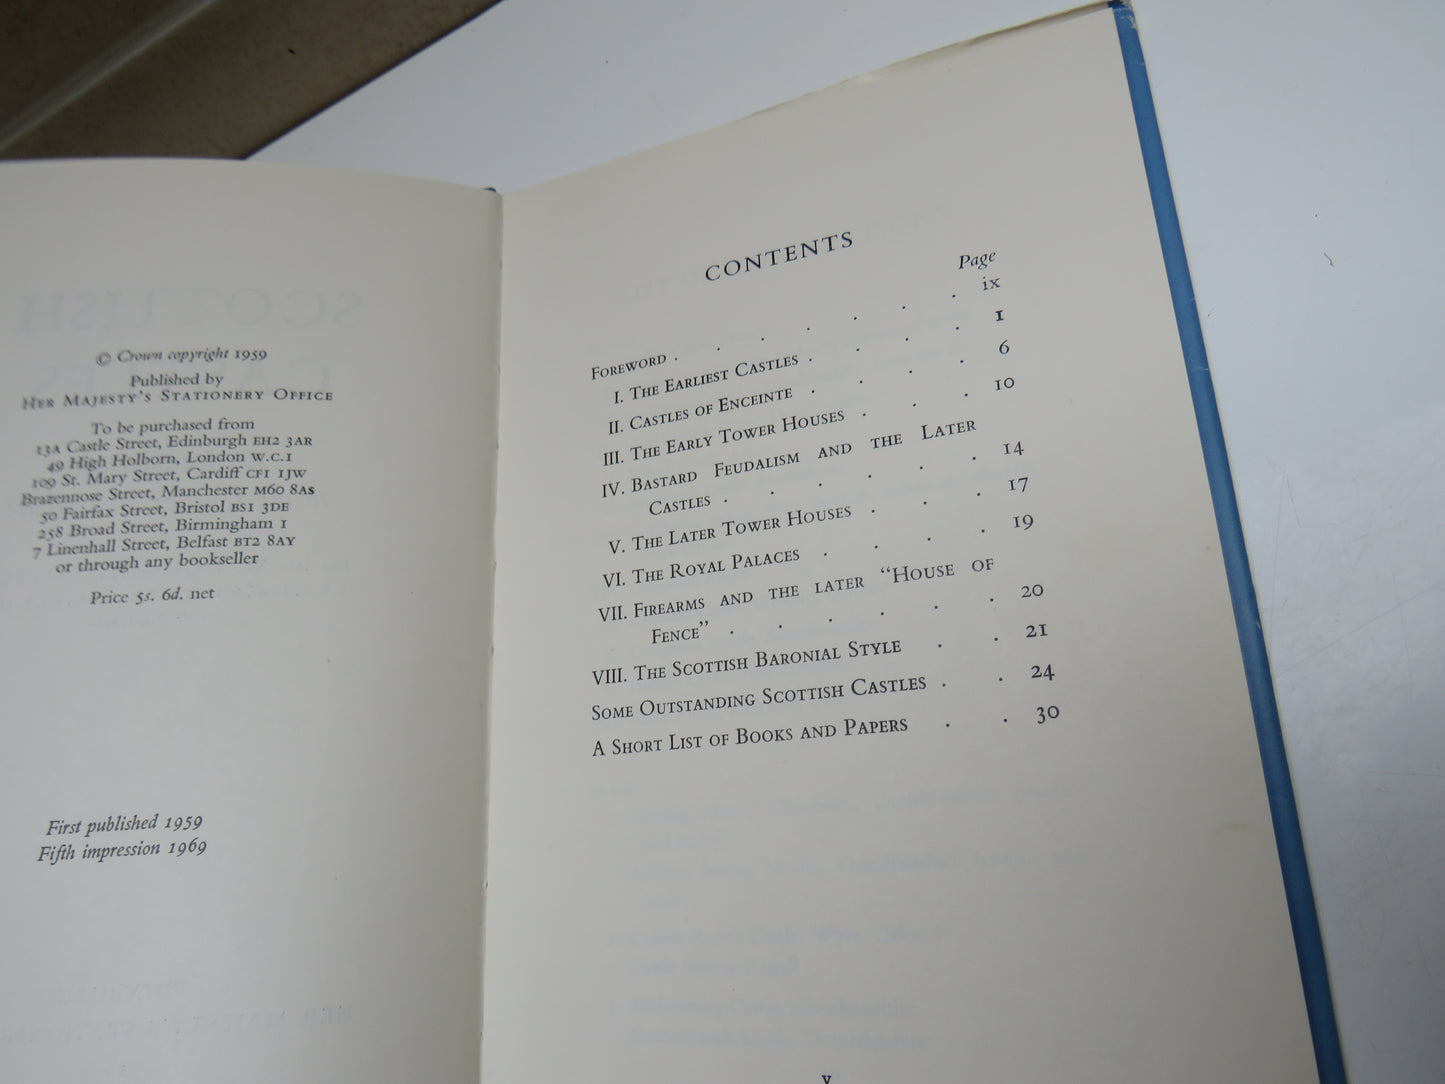 © Crown copyright 1959
Published by
HER MAJESTY'S STATIONERY OFFICE
To be purchased from
13A Castle Street, Edinburgh EH2 3AR
49 High Holborn, London W.C.1
109 St. Mary Street, Cardiff CF1 1JW
Brazennose Street, Manchester M60 8AS
50 Fairfax Street, Bristol BS1 3DE
258 Broad Street, Birmingham 1
7 Linenhall Street, Belfast BT2 8AY
or through any bookseller
Price 5s. 6d. net
First published 1959
Fifth impression 1969
CONTENTS
Page
FOREWORD . . . . . . . ix
I. THE EARLIEST CASTLES . . . . . 1
II. CASTLES OF ENCEINTE . . . . . 6
III. THE EARLY TOWER HOUSES . . . 10
IV. BASTARD FEUDALISM AND THE LATER
CASTLES . . . . . . . 14
V. THE LATER TOWER HOUSES . . . 17
VI. THE ROYAL PALACES . . . . 19
VII. FIREARMS AND THE LATER "HOUSE OF
FENCE" . . . . . . 20
VIII. THE SCOTTISH BARONIAL STYLE . . 21
SOME OUTSTANDING SCOTTISH CASTLES . . 24
A SHORT LIST OF BOOKS AND PAPERS . . 30
v